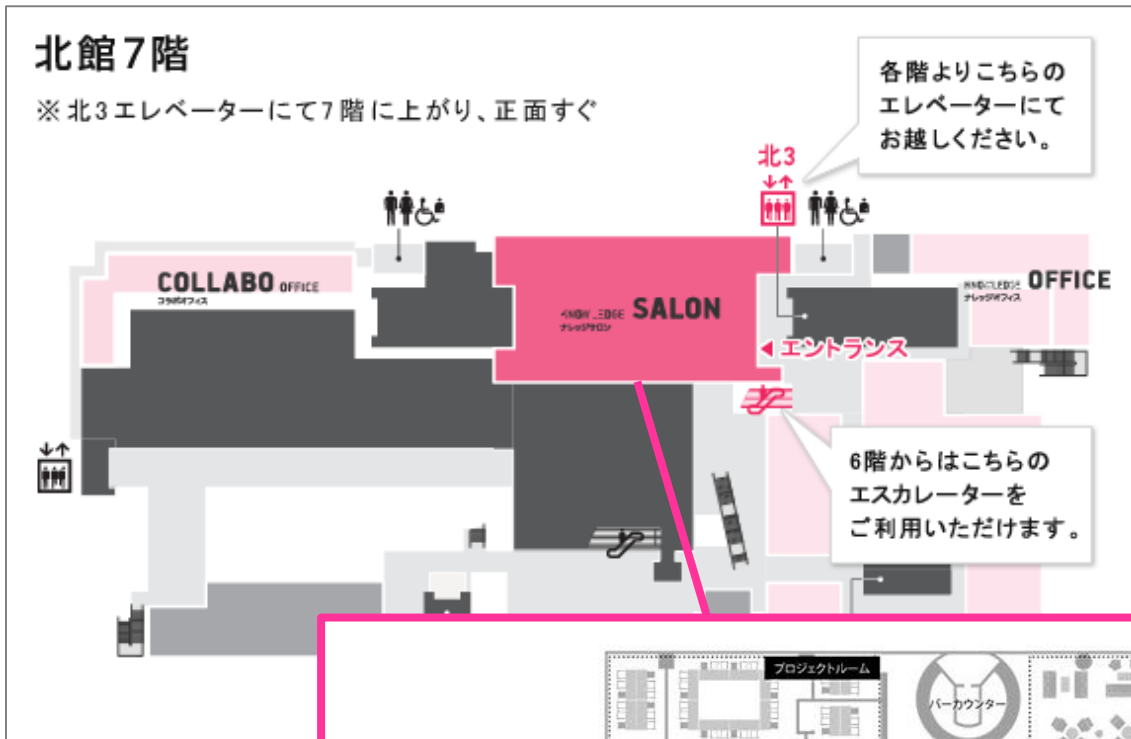 北館7階
※北3エレベーターにて7階に上がり、正面すぐ
各階よりこちらの
エレベーターにて
お越しください。
北3
COLLABO OFFICE
コラボオフィス
KNOWLEDGE SALON
ナレッジサロン
KNOWLEDGE OFFICE
ナレッジオフィス
エントランス
6階からはこちらの
エスカレーターを
ご利用いただけます。
プロジェクトルーム
バーカウンター